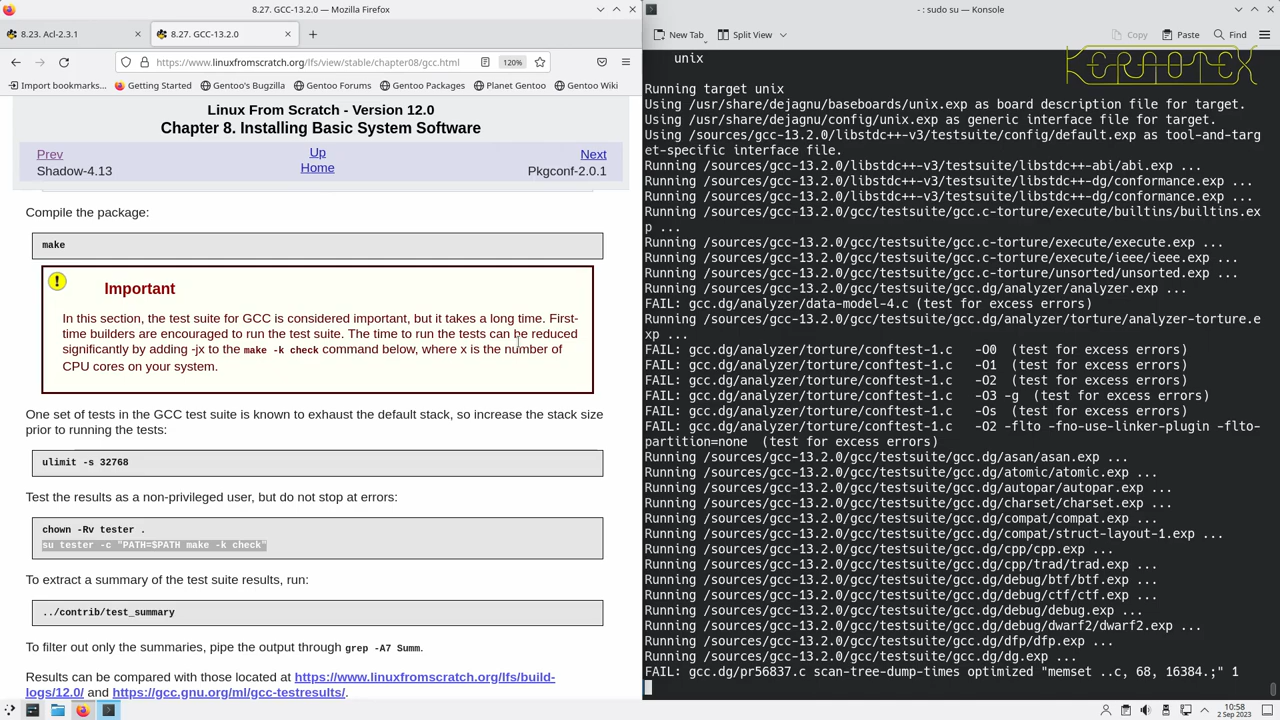 8.27. GCC-13.2.0 — Mozilla Firefox
8.23. Acl-2.3.1
8.27. GCC-13.2.0
https://www.linuxfromscratch.org/lfs/view/stable/chapter08/gcc.html
120%
Import bookmarks...
Getting Started
Gentoo's Bugzilla
Gentoo Forums
Gentoo Packages
Planet Gentoo
Gentoo Wiki
Linux From Scratch - Version 12.0
Chapter 8. Installing Basic System Software
Prev
Up
Next
Shadow-4.13
Home
Pkgconf-2.0.1
Compile the package:
make
Important
In this section, the test suite for GCC is considered important, but it takes a long time. First-
time builders are encouraged to run the test suite. The time to run the tests can be reduced
significantly by adding -jx to the make -k check command below, where x is the number of
CPU cores on your system.
One set of tests in the GCC test suite is known to exhaust the default stack, so increase the stack size
prior to running the tests:
ulimit -s 32768
Test the results as a non-privileged user, but do not stop at errors:
chown -Rv tester .
su tester -c "PATH=$PATH make -k check"
To extract a summary of the test suite results, run:
../contrib/test_summary
To filter out only the summaries, pipe the output through grep -A7 Summ.
Results can be compared with those located at https://www.linuxfromscratch.org/lfs/build-
logs/12.0/ and https://gcc.gnu.org/ml/gcc-testresults/.
- : sudo su — Konsole
New Tab
Split View
Copy
Paste
Find
KERNOTEX
unix
Running target unix
Using /usr/share/dejagnu/baseboards/unix.exp as board description file for target.
Using /usr/share/dejagnu/config/unix.exp as generic interface file for target.
Using /sources/gcc-13.2.0/libstdc++-v3/testsuite/config/default.exp as tool-and-targ
et-specific interface file.
Running /sources/gcc-13.2.0/libstdc++-v3/testsuite/libstdc++-abi/abi.exp ...
Running /sources/gcc-13.2.0/libstdc++-v3/testsuite/libstdc++-dg/conformance.exp ...
Running /sources/gcc-13.2.0/libstdc++-v3/testsuite/libstdc++-dg/conformance.exp ...
Running /sources/gcc-13.2.0/gcc/testsuite/gcc.c-torture/execute/builtins/builtins.ex
p ...
Running /sources/gcc-13.2.0/gcc/testsuite/gcc.c-torture/execute/execute.exp ...
Running /sources/gcc-13.2.0/gcc/testsuite/gcc.c-torture/execute/ieee/ieee.exp ...
Running /sources/gcc-13.2.0/gcc/testsuite/gcc.c-torture/unsorted/unsorted.exp ...
Running /sources/gcc-13.2.0/gcc/testsuite/gcc.dg/analyzer/analyzer.exp ...
FAIL: gcc.dg/analyzer/data-model-4.c (test for excess errors)
Running /sources/gcc-13.2.0/gcc/testsuite/gcc.dg/analyzer/torture/analyzer-torture.e
xp ...
FAIL: gcc.dg/analyzer/torture/conftest-1.c   -O0  (test for excess errors)
FAIL: gcc.dg/analyzer/torture/conftest-1.c   -O1  (test for excess errors)
FAIL: gcc.dg/analyzer/torture/conftest-1.c   -O2  (test for excess errors)
FAIL: gcc.dg/analyzer/torture/conftest-1.c   -O3 -g  (test for excess errors)
FAIL: gcc.dg/analyzer/torture/conftest-1.c   -Os  (test for excess errors)
FAIL: gcc.dg/analyzer/torture/conftest-1.c   -O2 -flto -fno-use-linker-plugin -flto-
partition=none  (test for excess errors)
Running /sources/gcc-13.2.0/gcc/testsuite/gcc.dg/asan/asan.exp ...
Running /sources/gcc-13.2.0/gcc/testsuite/gcc.dg/atomic/atomic.exp ...
Running /sources/gcc-13.2.0/gcc/testsuite/gcc.dg/autopar/autopar.exp ...
Running /sources/gcc-13.2.0/gcc/testsuite/gcc.dg/charset/charset.exp ...
Running /sources/gcc-13.2.0/gcc/testsuite/gcc.dg/compat/compat.exp ...
Running /sources/gcc-13.2.0/gcc/testsuite/gcc.dg/compat/struct-layout-1.exp ...
Running /sources/gcc-13.2.0/gcc/testsuite/gcc.dg/cpp/cpp.exp ...
Running /sources/gcc-13.2.0/gcc/testsuite/gcc.dg/cpp/trad/trad.exp ...
Running /sources/gcc-13.2.0/gcc/testsuite/gcc.dg/debug/btf/btf.exp ...
Running /sources/gcc-13.2.0/gcc/testsuite/gcc.dg/debug/ctf/ctf.exp ...
Running /sources/gcc-13.2.0/gcc/testsuite/gcc.dg/debug/debug.exp ...
Running /sources/gcc-13.2.0/gcc/testsuite/gcc.dg/debug/dwarf2/dwarf2.exp ...
Running /sources/gcc-13.2.0/gcc/testsuite/gcc.dg/dfp/dfp.exp ...
Running /sources/gcc-13.2.0/gcc/testsuite/gcc.dg/dg.exp ...
FAIL: gcc.dg/pr56837.c scan-tree-dump-times optimized "memset ..c, 68, 16384.;" 1
10:58
2 Sep 2023